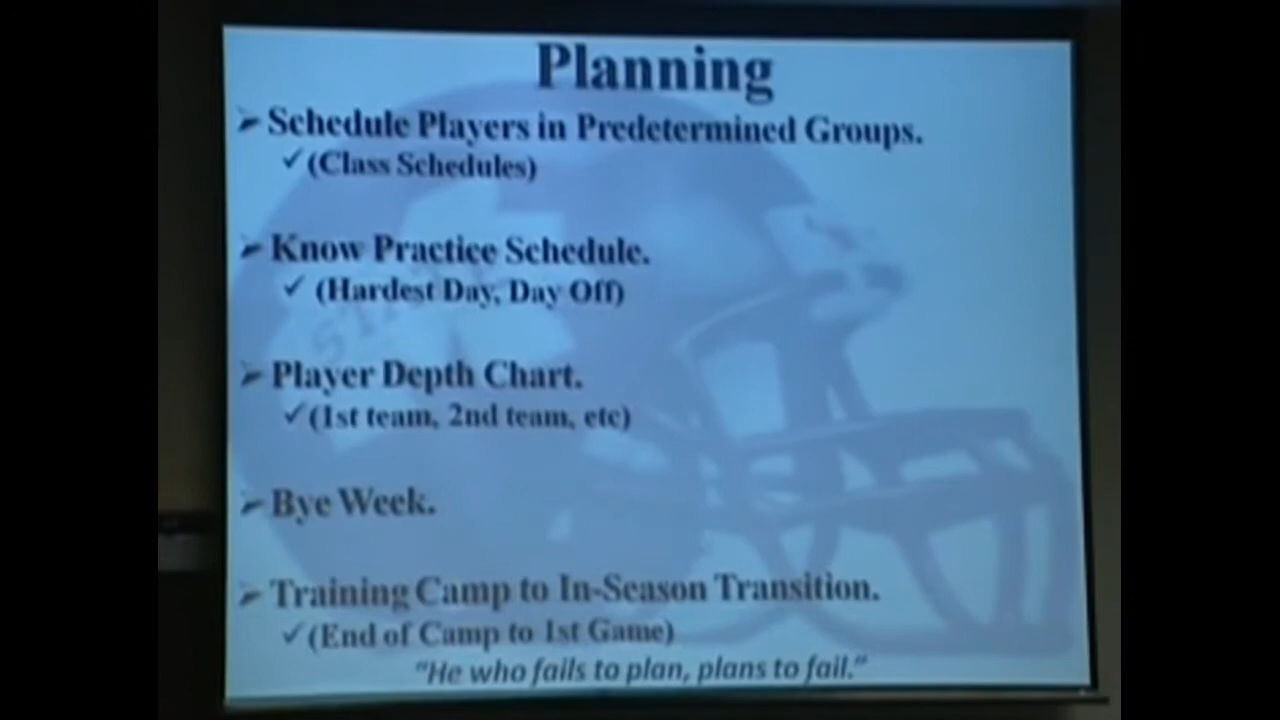 Planning
Schedule Players in Predetermined Groups.
(Class Schedules)
Know Practice Schedule.
(Hardest Day, Day Off)
Player Depth Chart.
(1st team, 2nd team, etc)
Bye Week.
Training Camp to In-Season Transition.
(End of Camp to 1st Game)
“He who fails to plan, plans to fail.”